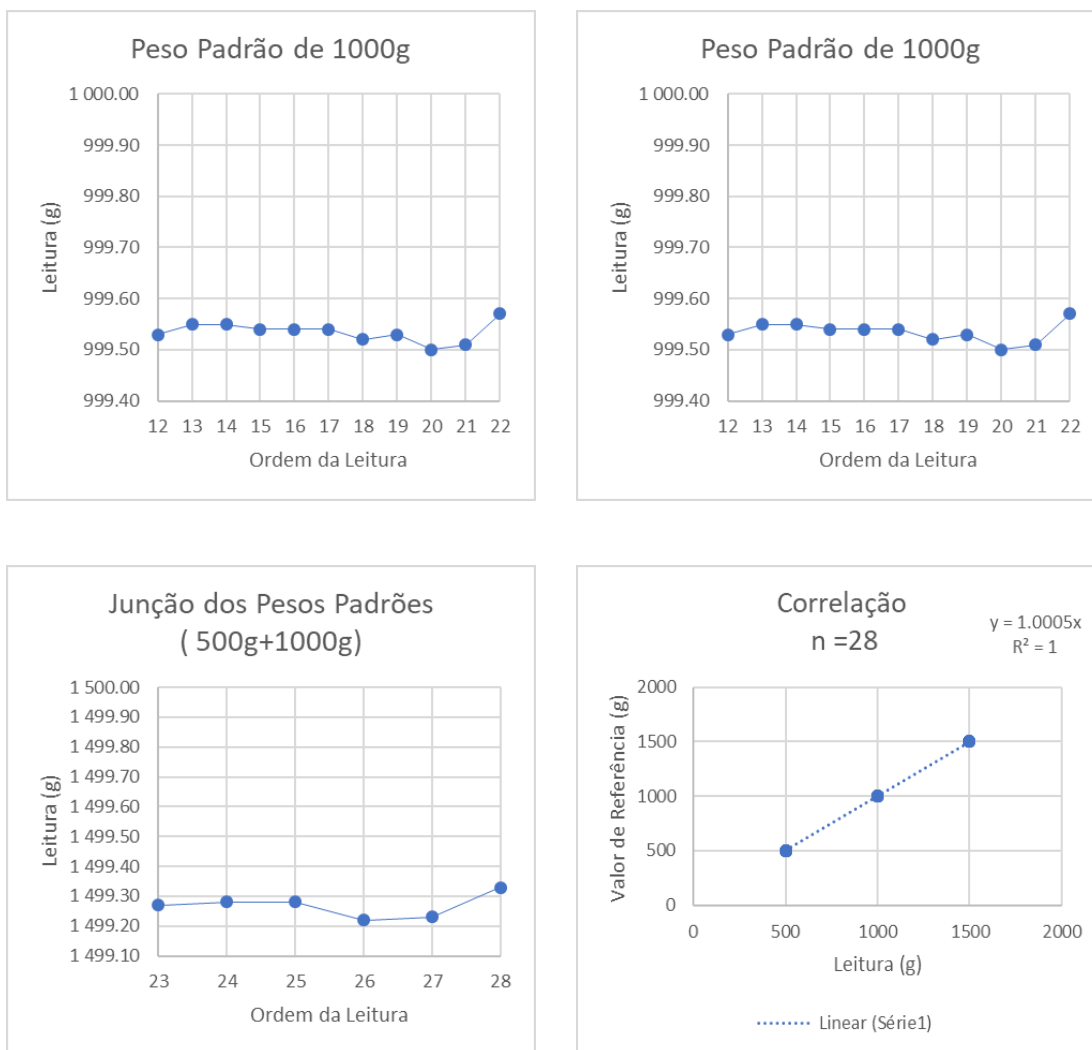 Peso Padrão de 1000g
1 000.00
999.90
999.80
999.70
999.60
999.50
999.40
Leitura (g)
12 13 14 15 16 17 18 19 20 21 22
Ordem da Leitura
Peso Padrão de 1000g
1 000.00
999.90
999.80
999.70
999.60
999.50
999.40
Leitura (g)
12 13 14 15 16 17 18 19 20 21 22
Ordem da Leitura
Junção dos Pesos Padrões
( 500g+1000g)
1 500.00
1 499.90
1 499.80
1 499.70
1 499.60
1 499.50
1 499.40
1 499.30
1 499.20
1 499.10
Leitura (g)
23 24 25 26 27 28
Ordem da Leitura
Correlação
n =28
y = 1.0005x
R² = 1
2000
1500
1000
500
0
Valor de Referência (g)
0 500 1000 1500 2000
Leitura (g)
Linear (Série1)